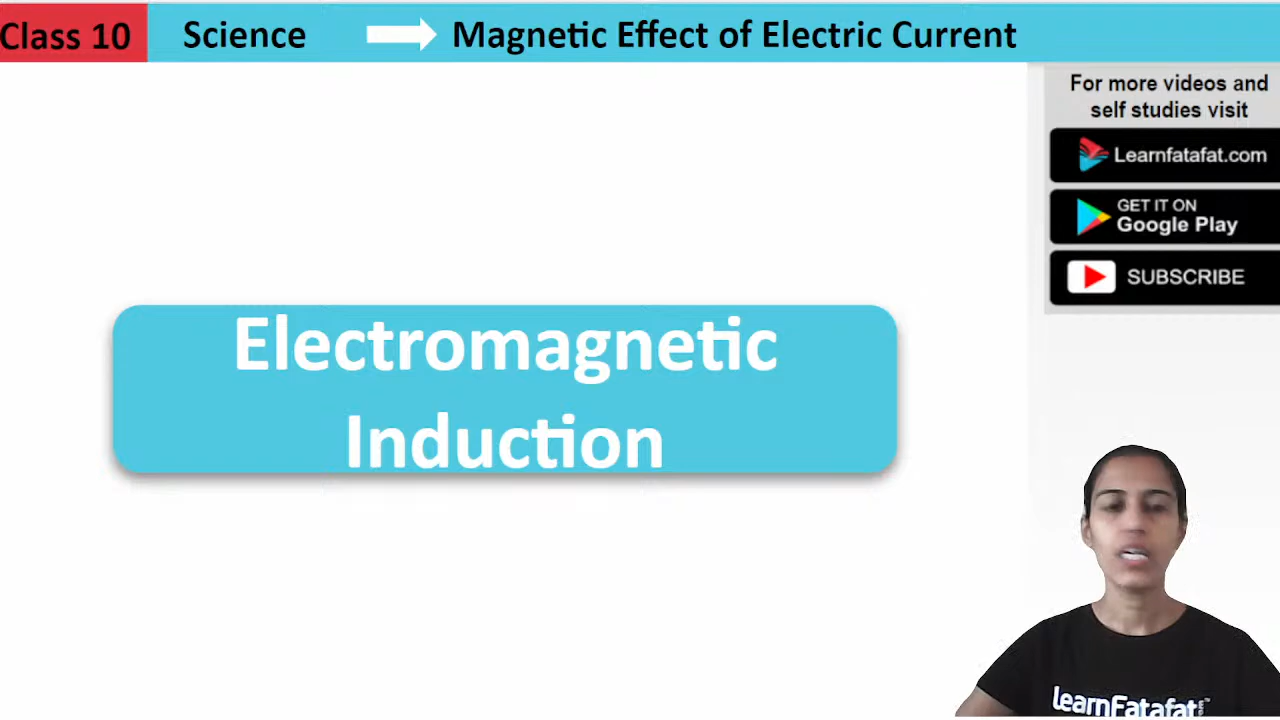 Class 10 Science Magnetic Effect of Electric Current
For more videos and
self studies visit
Learnfatafat.com
GET IT ON
Google Play
SUBSCRIBE
Electromagnetic
Induction
learnFatafat